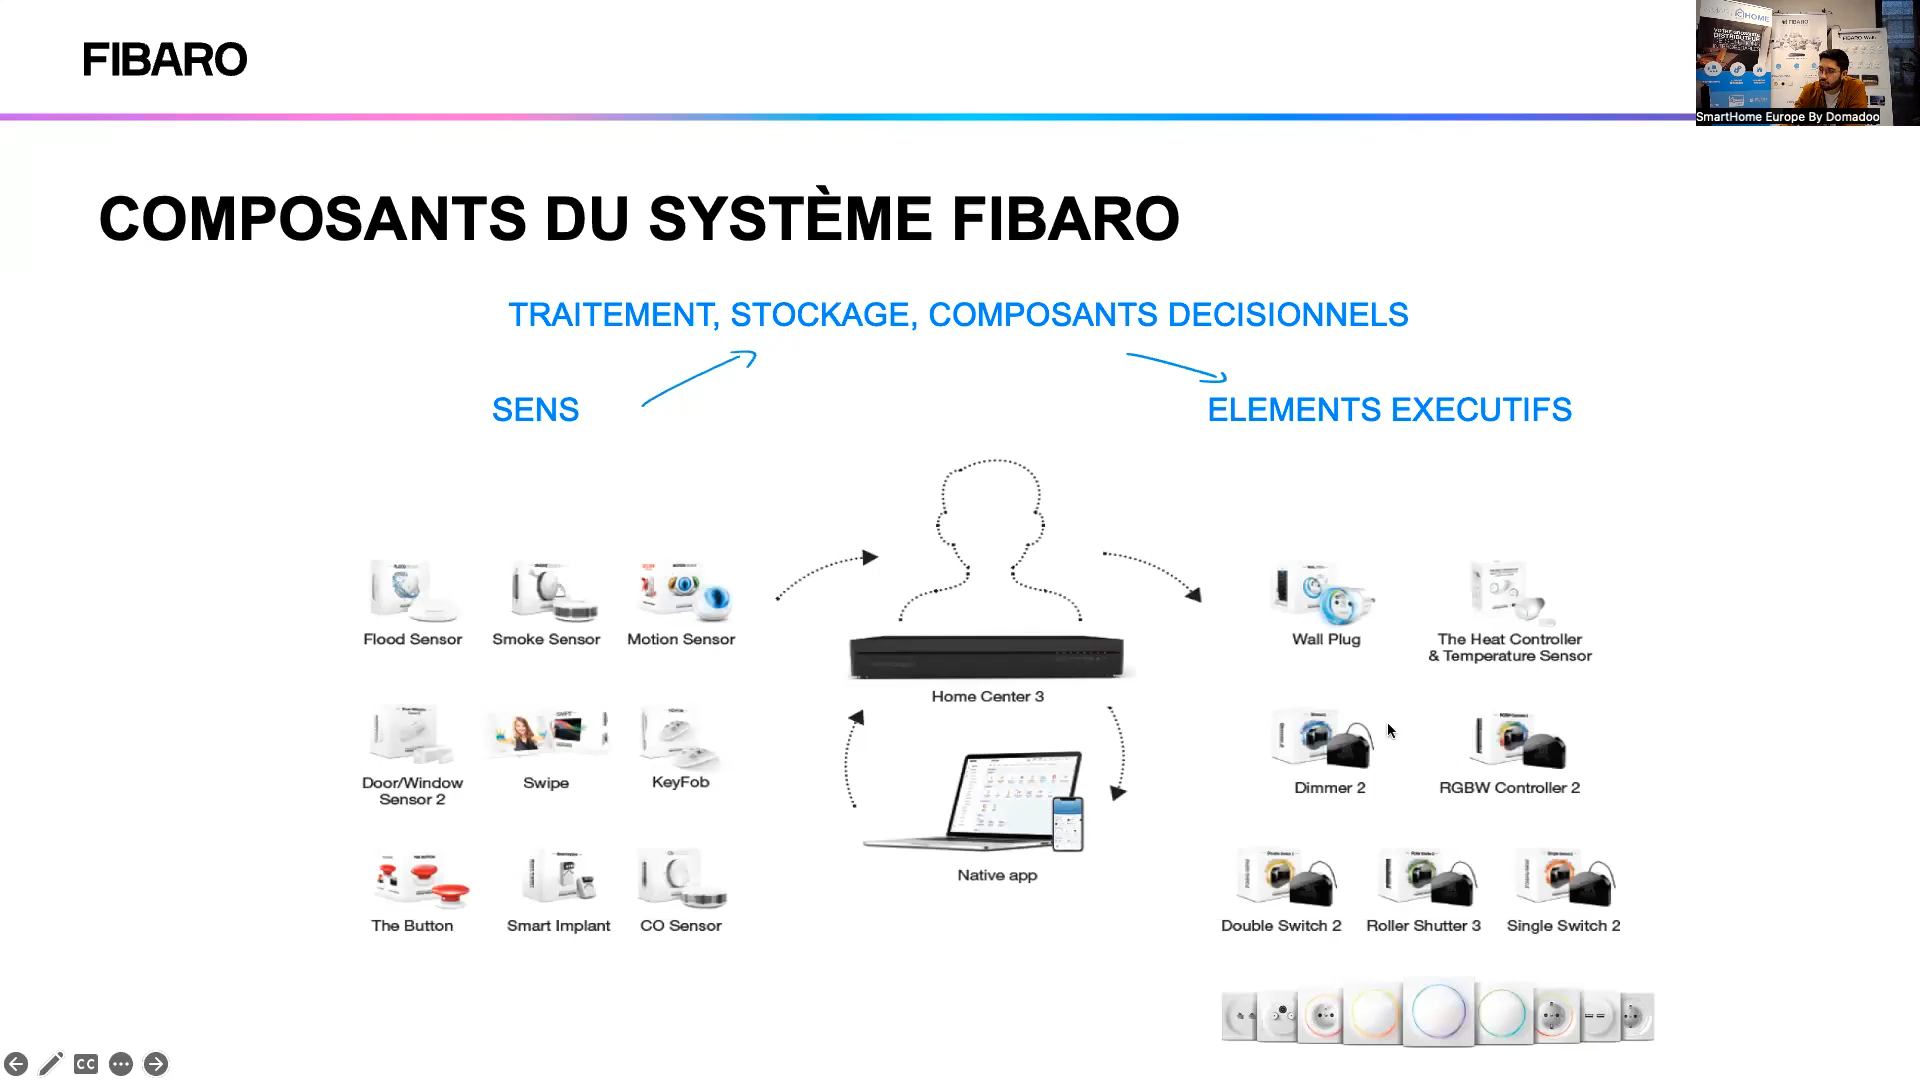 FIBARO
SmartHome Europe By Domadoo
COMPOSANTS DU SYSTÈME FIBARO
TRAITEMENT, STOCKAGE, COMPOSANTS DECISIONNELS
SENS
ELEMENTS EXECUTIFS
Flood Sensor
Smoke Sensor
Motion Sensor
Door/Window
Sensor 2
Swipe
KeyFob
The Button
Smart Implant
CO Sensor
Home Center 3
Native app
Wall Plug
The Heat Controller
& Temperature Sensor
Dimmer 2
RGBW Controller 2
Double Switch 2
Roller Shutter 3
Single Switch 2
CC